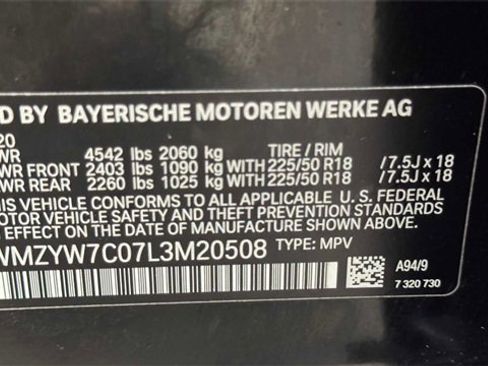 D BY BAYERISCHE MOTOREN WERKE AG
20
WR 4542 lbs 2060 kg TIRE / RIM
WR FRONT 2403 lbs 1090 kg WITH 225/50 R18 /7.5J x 18
WR REAR 2260 lbs 1025 kg WITH 225/50 R18 /7.5J x 18
IS VEHICLE CONFORMS TO ALL APPLICABLE U. S. FEDERAL
OTOR VEHICLE SAFETY AND THEFT PREVENTION STANDARDS
EFFECT ON THE DATE OF MANUFACTURE SHOWN ABOVE.
WMZYW7C07L3M20508 TYPE: MPV
A94/9
7 320 730